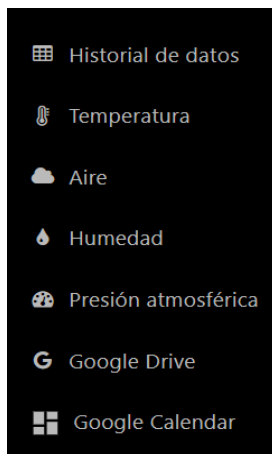 Historial de datos
Temperatura
Aire
Humedad
Presión atmosférica
Google Drive
Google Calendar